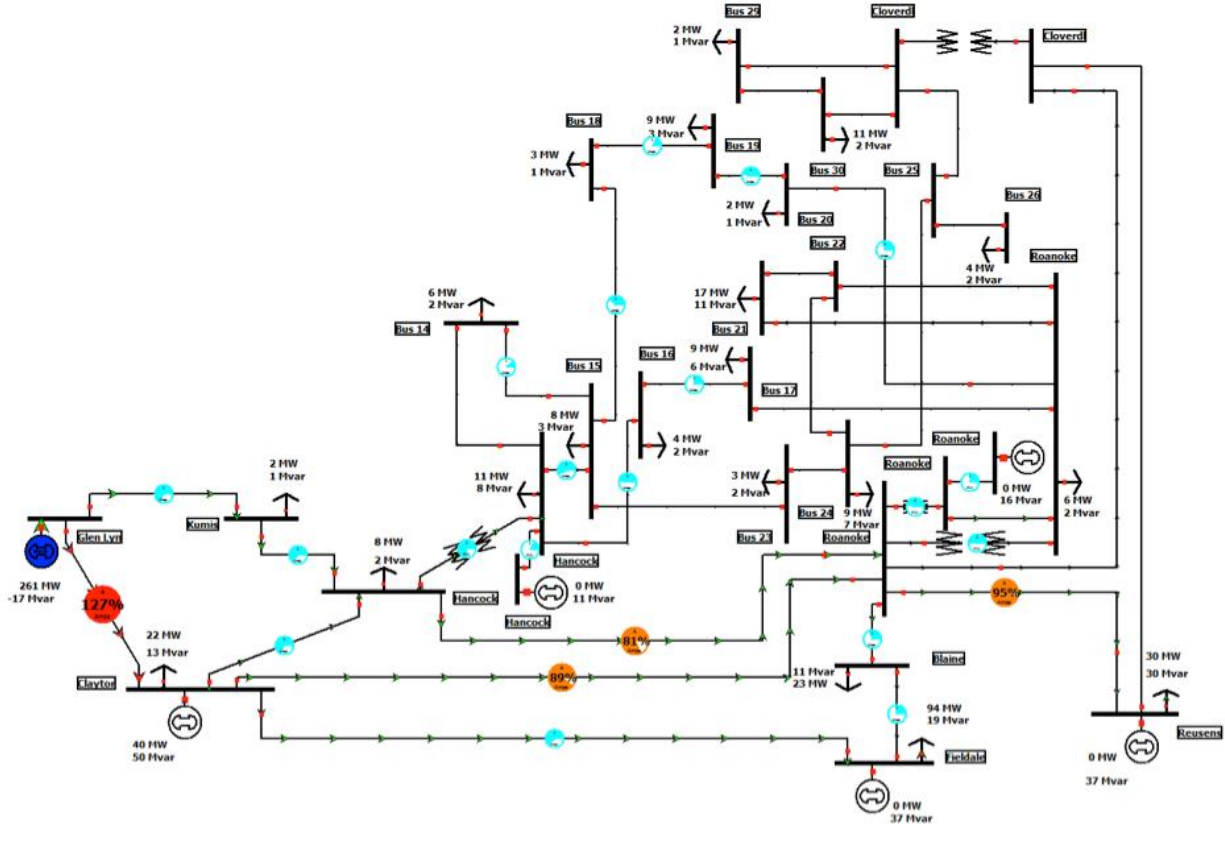 Bus 29
Cloverdl
2 MW
1 Mvar
Cloverdl
Bus 18
9 MW
3 Mvar
11 MW
2 Mvar
3 MW
1 Mvar
Bus 19
Bus 30
Bus 25
Bus 26
2 MW
1 Mvar
Bus 20
Bus 22
4 MW
2 Mvar
Roanoke
6 MW
2 Mvar
17 MW
11 Mvar
Bus 14
Bus 21
Bus 15
Bus 16
9 MW
6 Mvar
Bus 17
8 MW
3 Mvar
4 MW
2 Mvar
Roanoke
Roanoke
2 MW
1 Mvar
11 MW
8 Mvar
3 MW
2 Mvar
0 MW
16 Mvar
6 MW
2 Mvar
Bus 24
9 MW
7 Mvar
Glen Lyn
Kumis
Bus 23
Roanoke
8 MW
2 Mvar
261 MW
-17 Mvar
Hancock
0 MW
11 Mvar
Hancock
Hancock
127%
95%
81%
22 MW
13 Mvar
Claytor
89%
11 Mvar
23 MW
Blaine
30 MW
30 Mvar
94 MW
19 Mvar
40 MW
50 Mvar
Reusens
Fieldale
0 MW
37 Mvar
0 MW
37 Mvar